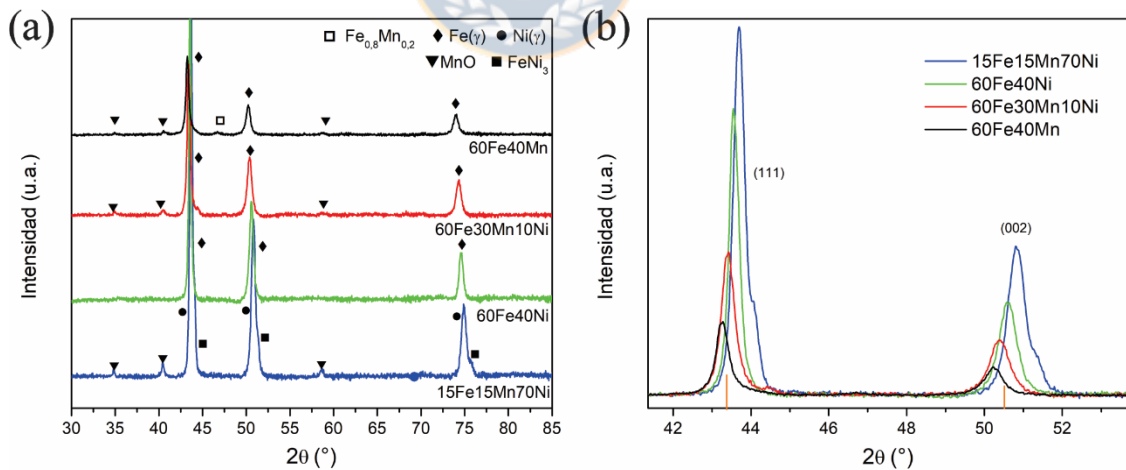 (a)
Fe0,8Mn0,2 Fe(γ) Ni(γ)
MnO FeNi3
60Fe40Mn
60Fe30Mn10Ni
60Fe40Ni
15Fe15Mn70Ni
Intensidad (u.a.)
30 35 40 45 50 55 60 65 70 75 80 85
2θ (°)
(b)
15Fe15Mn70Ni
60Fe40Ni
60Fe30Mn10Ni
60Fe40Mn
(111)
(002)
Intensidad (u.a.)
42 44 46 48 50 52
2θ (°)